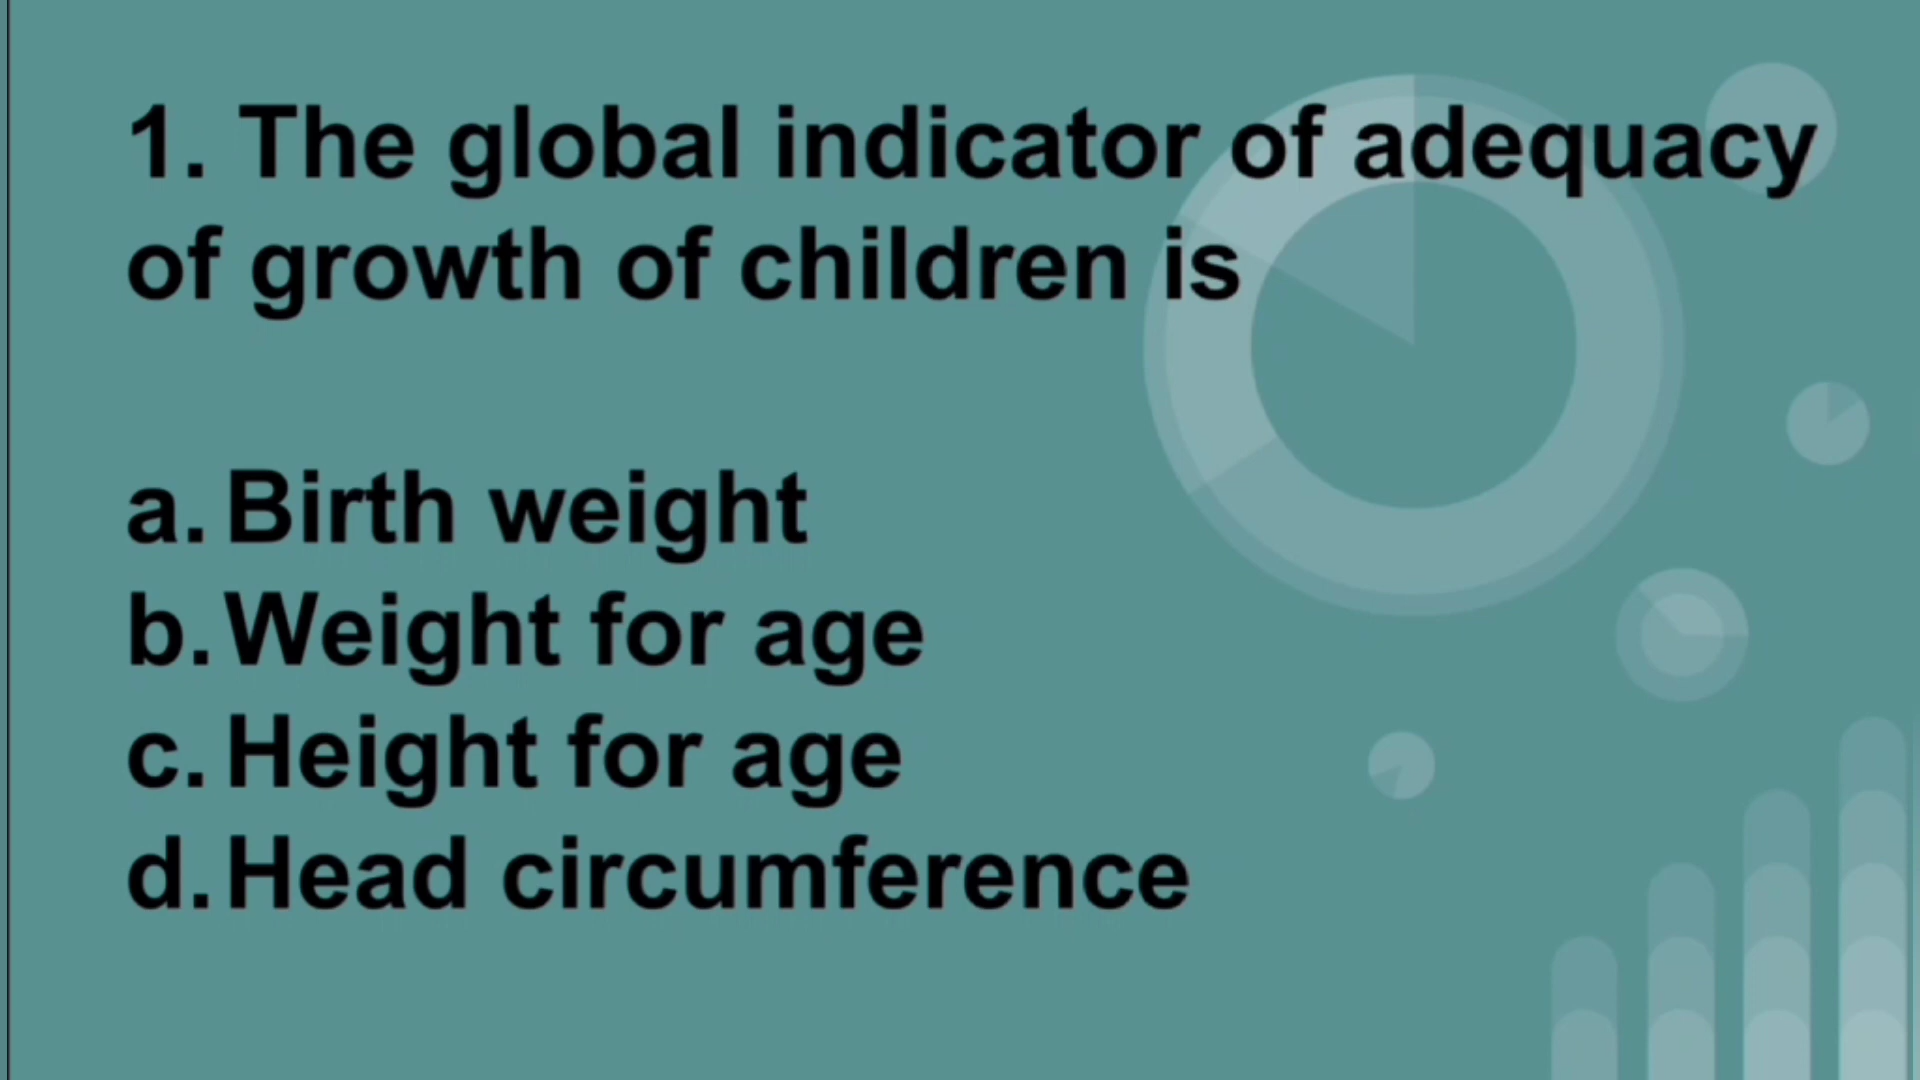 1. The global indicator of adequacy
of growth of children is
a. Birth weight
b. Weight for age
c. Height for age
d. Head circumference